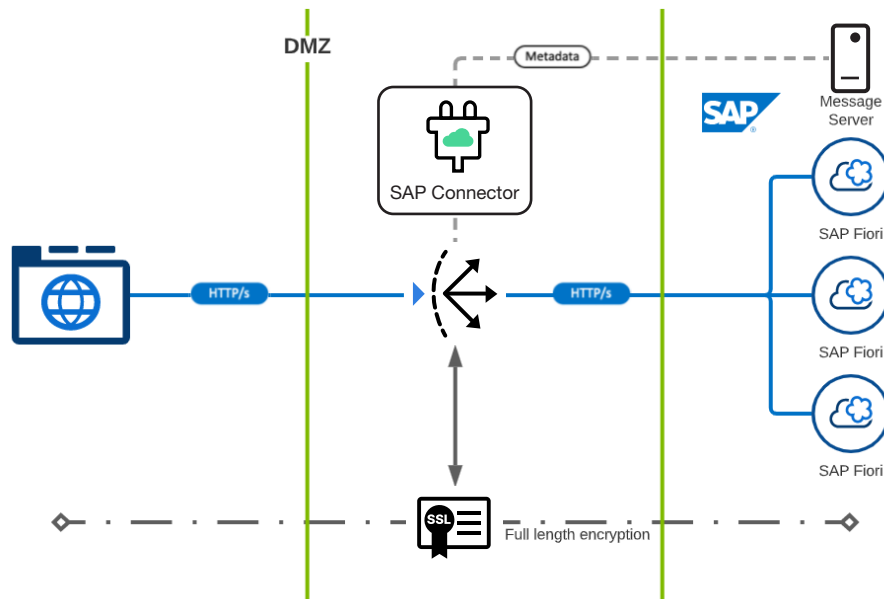 DMZ
Metadata
SAP
®
Message
Server
SAP Connector
SAP Fiori
HTTP/s
HTTP/s
SAP Fiori
SAP Fiori
SSL
Full length encryption